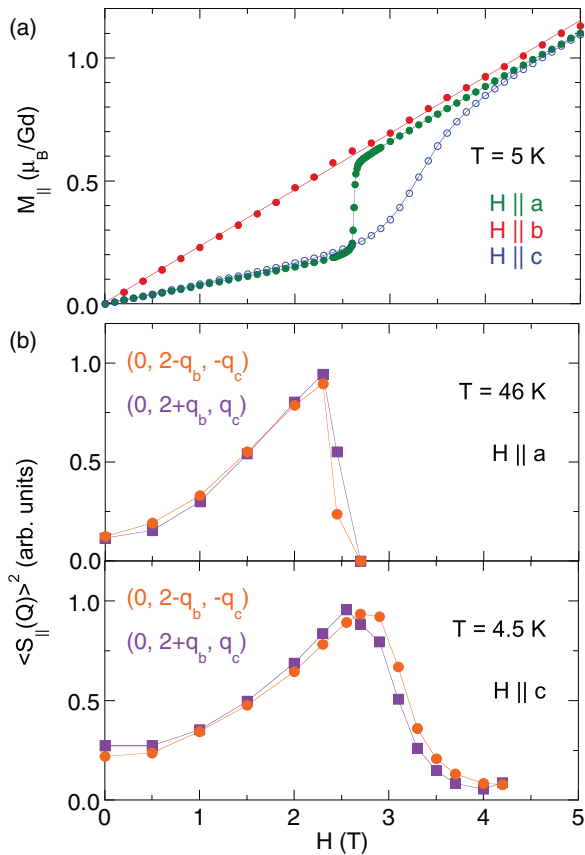 (a)
1.0
0.5
0.0
M∥ (μB/Gd)
T = 5 K
H || a
H || b
H || c
(b)
(0, 2-qb, -qc)
(0, 2+qb, qc)
T = 46 K
H || a
1.0
0.5
0.0
<S∥(Q)>² (arb. units)
(0, 2-qb, -qc)
(0, 2+qb, qc)
T = 4.5 K
H || c
1.0
0.5
0.0
0 1 2 3 4 5
H (T)